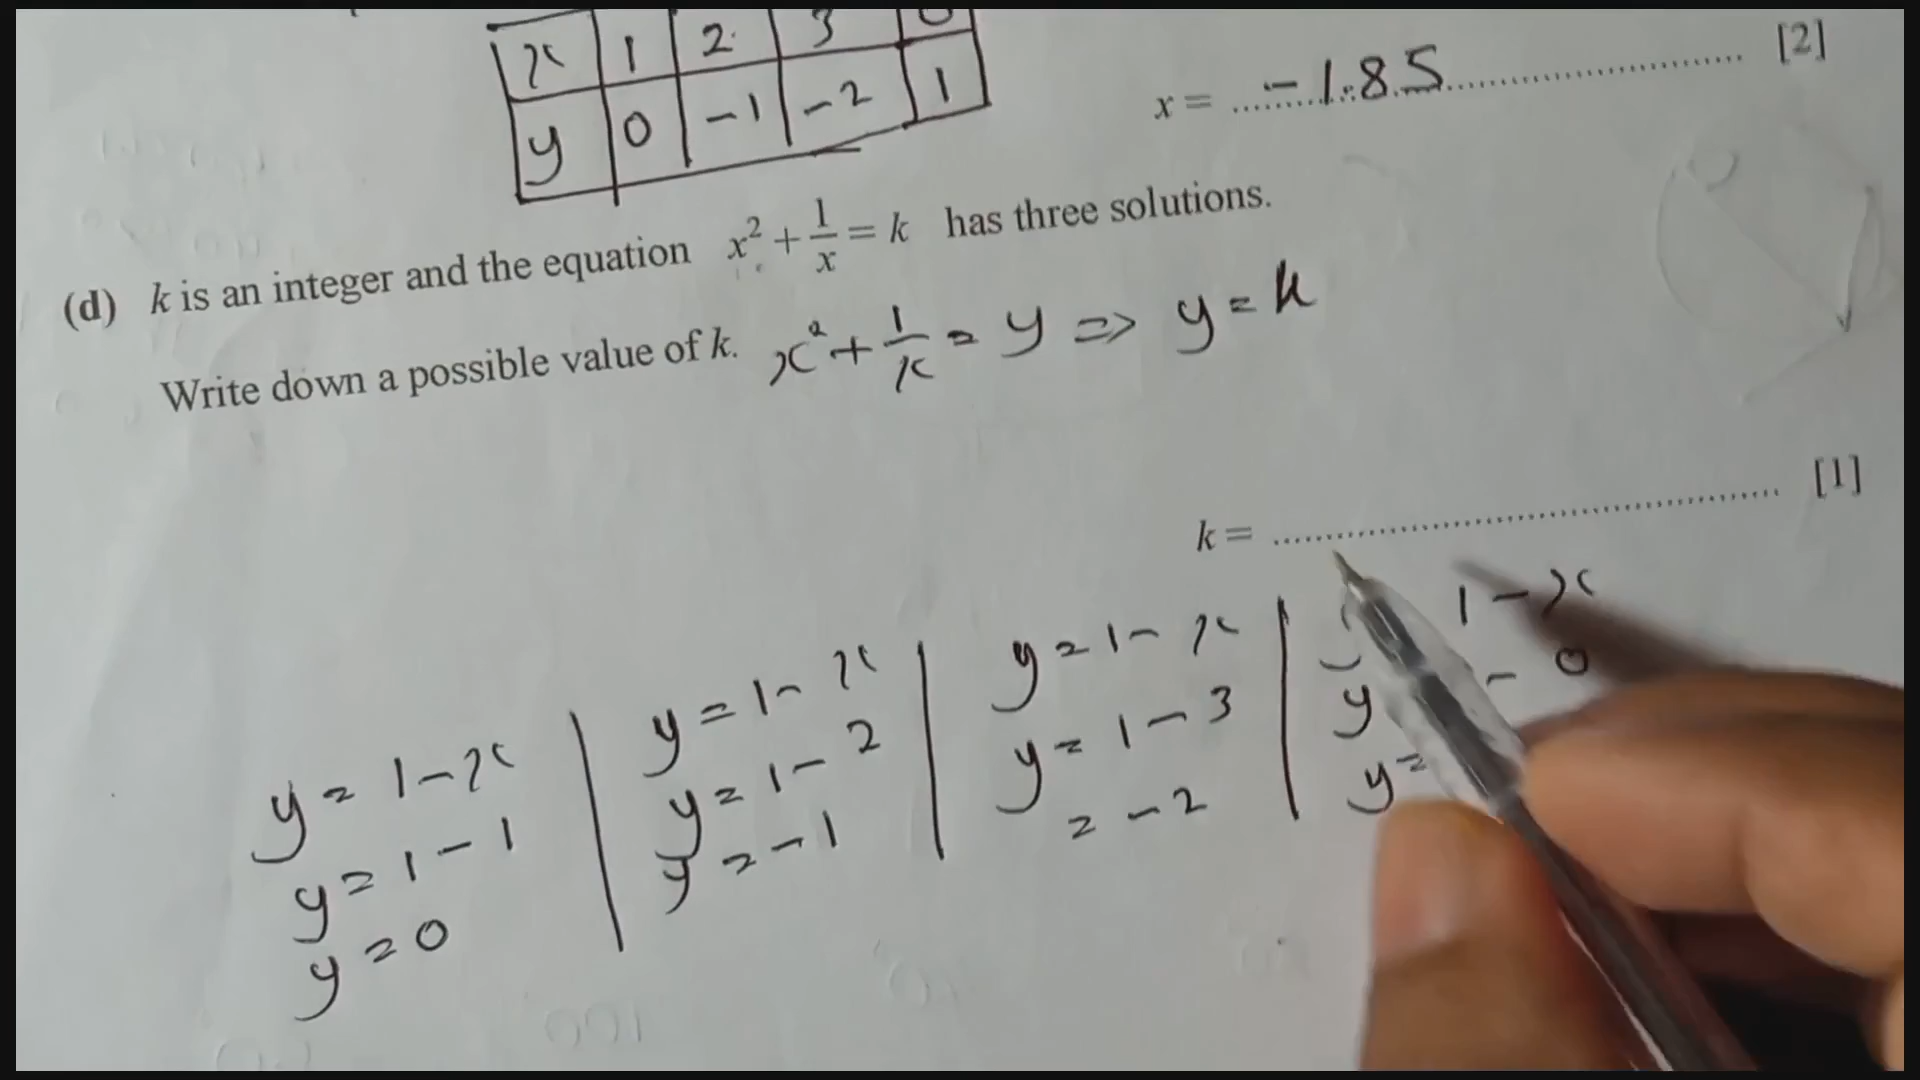 x 1 2 3
y 0 -1 -2 1
x = -1.85 [2]
(d) k is an integer and the equation x² + 1/x = k has three solutions.
Write down a possible value of k. x² + 1/x = y => y = k
k = [1]
y = 1 - x
y = 1 - 1
y = 0
y = 1 - x
y = 1 - 2
y = -1
y = 1 - x
y = 1 - 3
= -2
1 - x
y - 0
y =